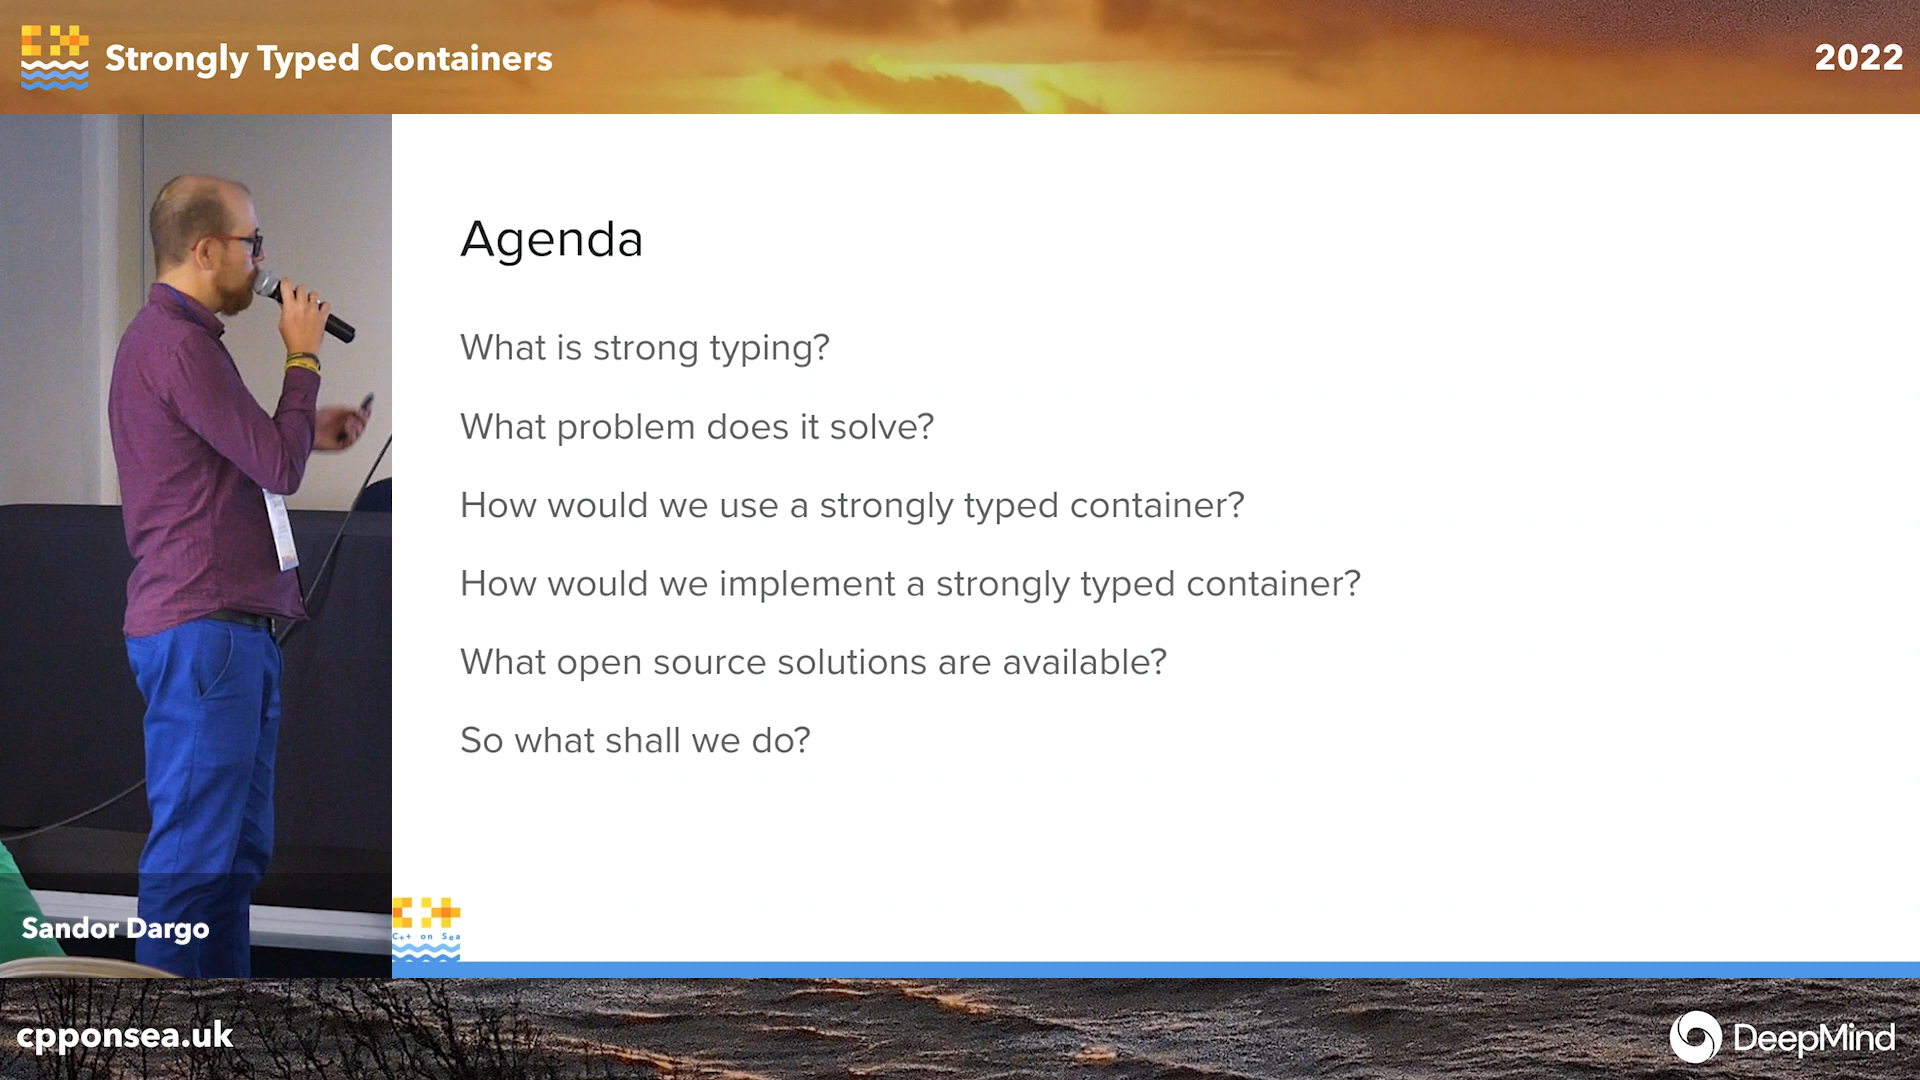 Strongly Typed Containers
2022
Agenda
What is strong typing?
What problem does it solve?
How would we use a strongly typed container?
How would we implement a strongly typed container?
What open source solutions are available?
So what shall we do?
Sandor Dargo
C++ on Sea
cpponsea.uk
DeepMind